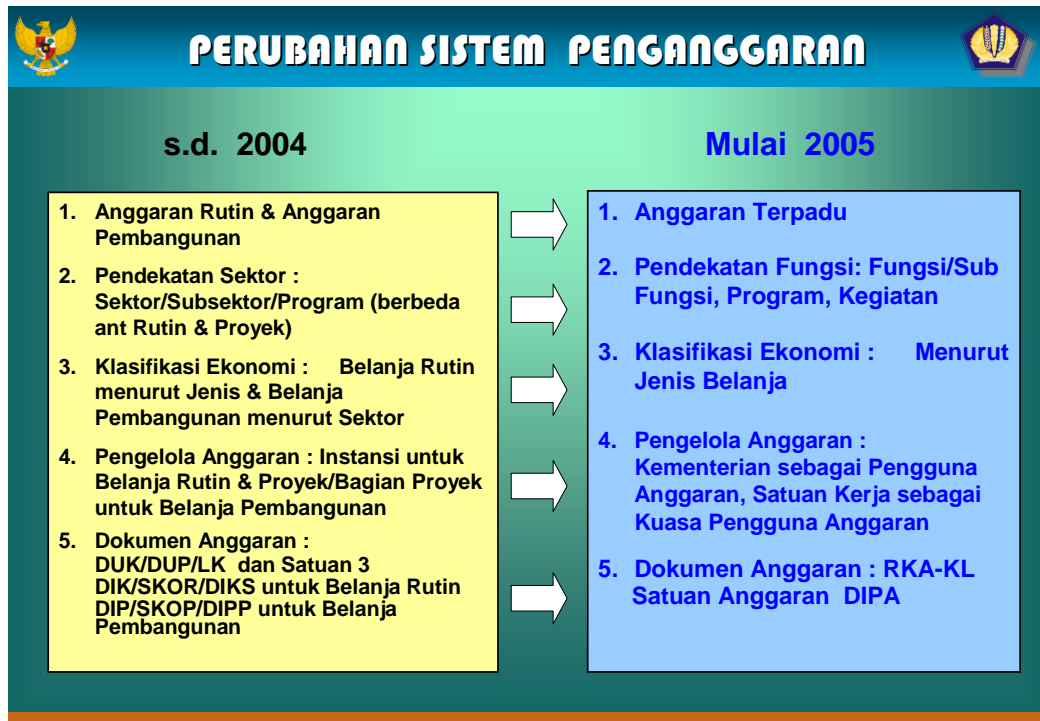 PERUBAHAN SISTEM PENGANGGARAN
s.d. 2004
1. Anggaran Rutin & Anggaran
Pembangunan
2. Pendekatan Sektor :
Sektor/Subsektor/Program (berbeda
ant Rutin & Proyek)
3. Klasifikasi Ekonomi : Belanja Rutin
menurut Jenis & Belanja
Pembangunan menurut Sektor
4. Pengelola Anggaran : Instansi untuk
Belanja Rutin & Proyek/Bagian Proyek
untuk Belanja Pembangunan
5. Dokumen Anggaran :
DUK/DUP/LK dan Satuan 3
DIK/SKOR/DIKS untuk Belanja Rutin
DIP/SKOP/DIPP untuk Belanja
Pembangunan
Mulai 2005
1. Anggaran Terpadu
2. Pendekatan Fungsi: Fungsi/Sub
Fungsi, Program, Kegiatan
3. Klasifikasi Ekonomi : Menurut
Jenis Belanja
4. Pengelola Anggaran :
Kementerian sebagai Pengguna
Anggaran, Satuan Kerja sebagai
Kuasa Pengguna Anggaran
5. Dokumen Anggaran : RKA-KL
Satuan Anggaran DIPA